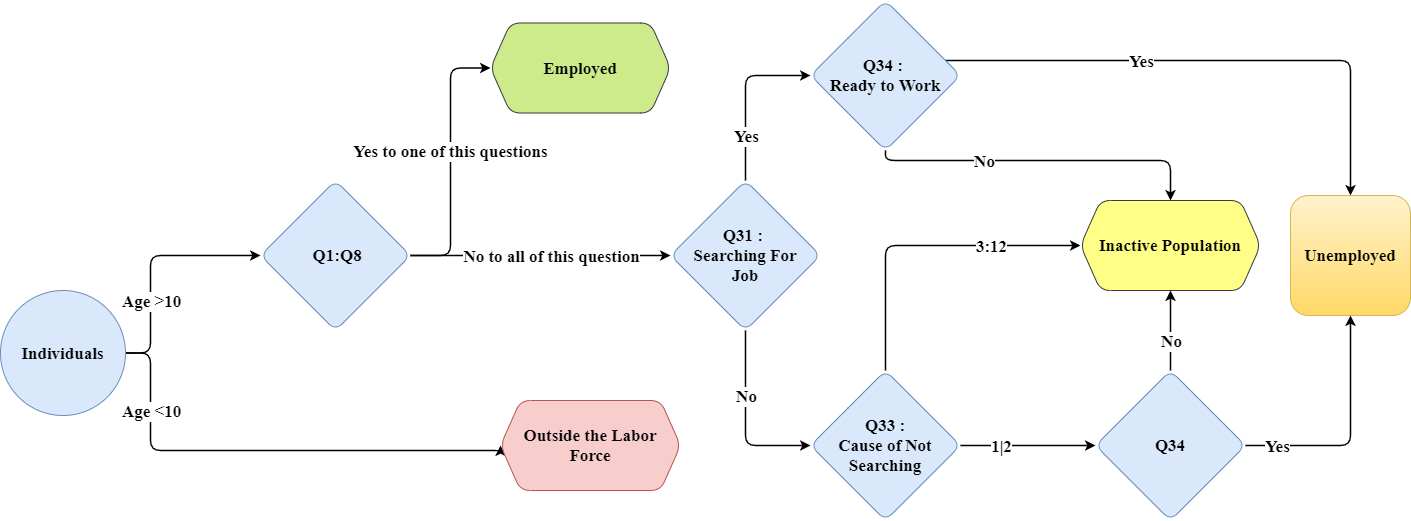 Individuals
Age >10
Age <10
Q1:Q8
Yes to one of this questions
Employed
No to all of this question
Outside the Labor
Force
Q31 :
Searching For
Job
Yes
No
Q34 :
Ready to Work
Yes
No
Q33 :
Cause of Not
Searching
3:12
1|2
Q34
No
Yes
Inactive Population
Unemployed